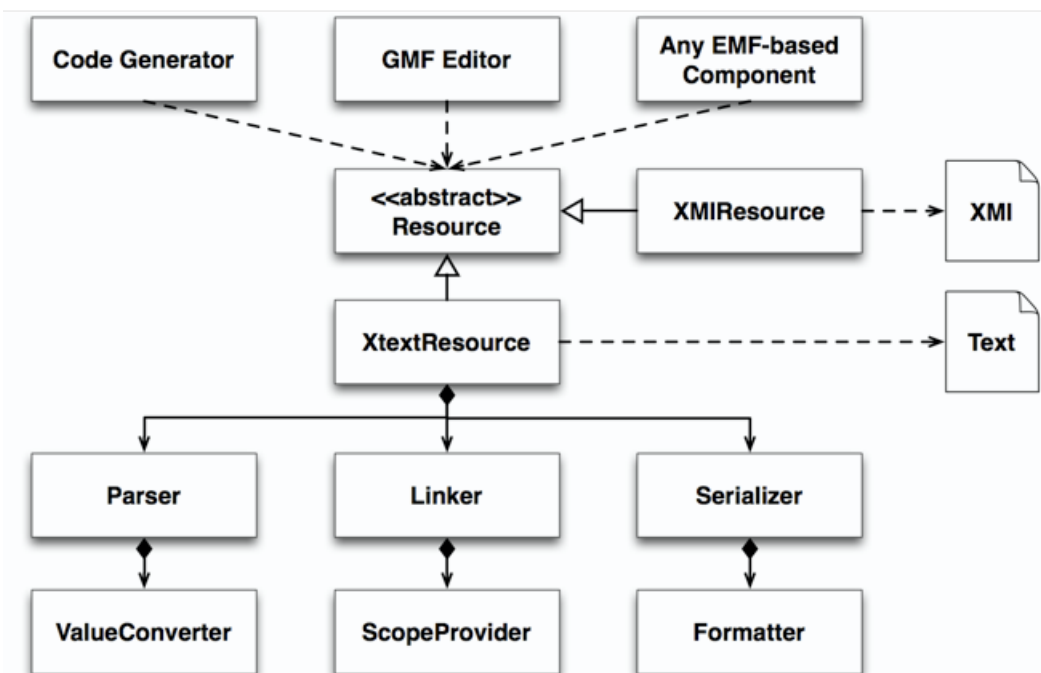 Code Generator
GMF Editor
Any EMF-based
Component
<<abstract>>
Resource
XMIResource
XMI
XtextResource
Text
Parser
Linker
Serializer
ValueConverter
ScopeProvider
Formatter